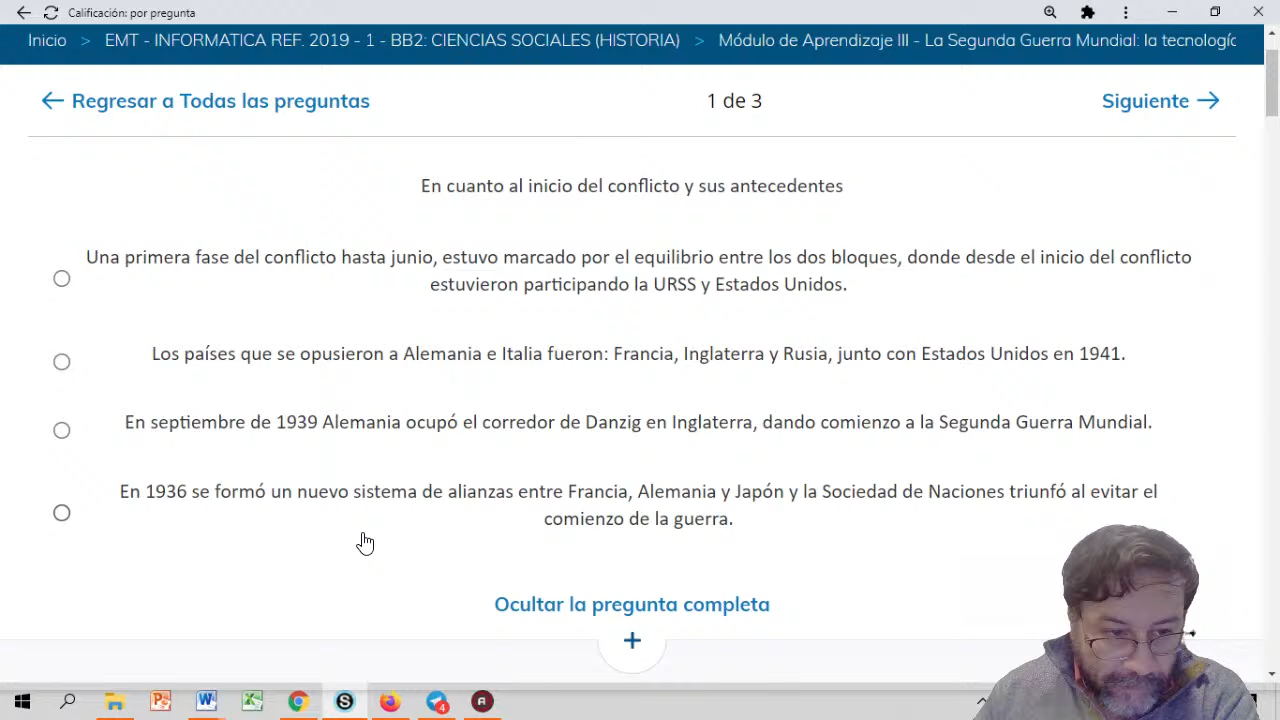 Calificación: por pregunta
Inicio > EMT - INFORMATICA REF. 2019 - 1 - BB2: CIENCIAS SOCIALES (HISTORIA) > Módulo de Aprendizaje III - La Segunda Guerra Mundial: la tecnologíc
Regresar a Todas las preguntas
1 de 3
Siguiente
En cuanto al inicio del conflicto y sus antecedentes
Una primera fase del conflicto hasta junio, estuvo marcado por el equilibrio entre los dos bloques, donde desde el inicio del conflicto
estuvieron participando la URSS y Estados Unidos.
Los países que se opusieron a Alemania e Italia fueron: Francia, Inglaterra y Rusia, junto con Estados Unidos en 1941.
En septiembre de 1939 Alemania ocupó el corredor de Danzig en Inglaterra, dando comienzo a la Segunda Guerra Mundial.
En 1936 se formó un nuevo sistema de alianzas entre Francia, Alemania y Japón y la Sociedad de Naciones triunfó al evitar el
comienzo de la guerra.
Ocultar la pregunta completa
4